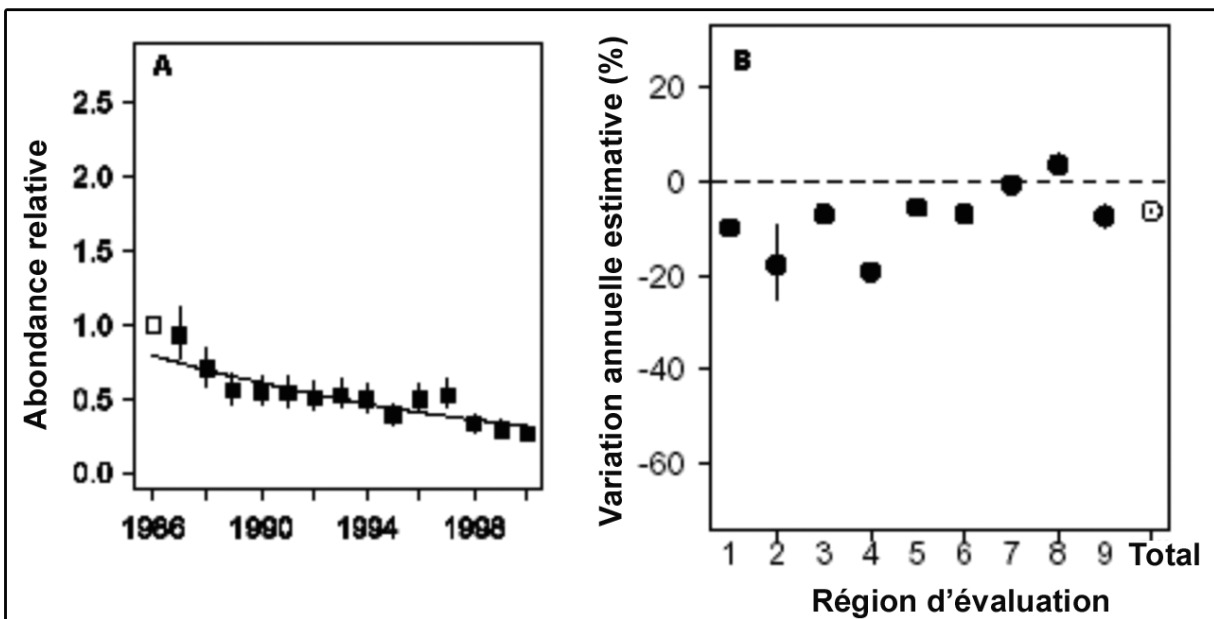 A
Abondance relative
2.5
2.0
1.5
1.0
0.5
0.0
1986 1990 1994 1998
B
Variation annuelle estimative (%)
20
0
-20
-40
-60
1 2 3 4 5 6 7 8 9 Total
Région d'évaluation